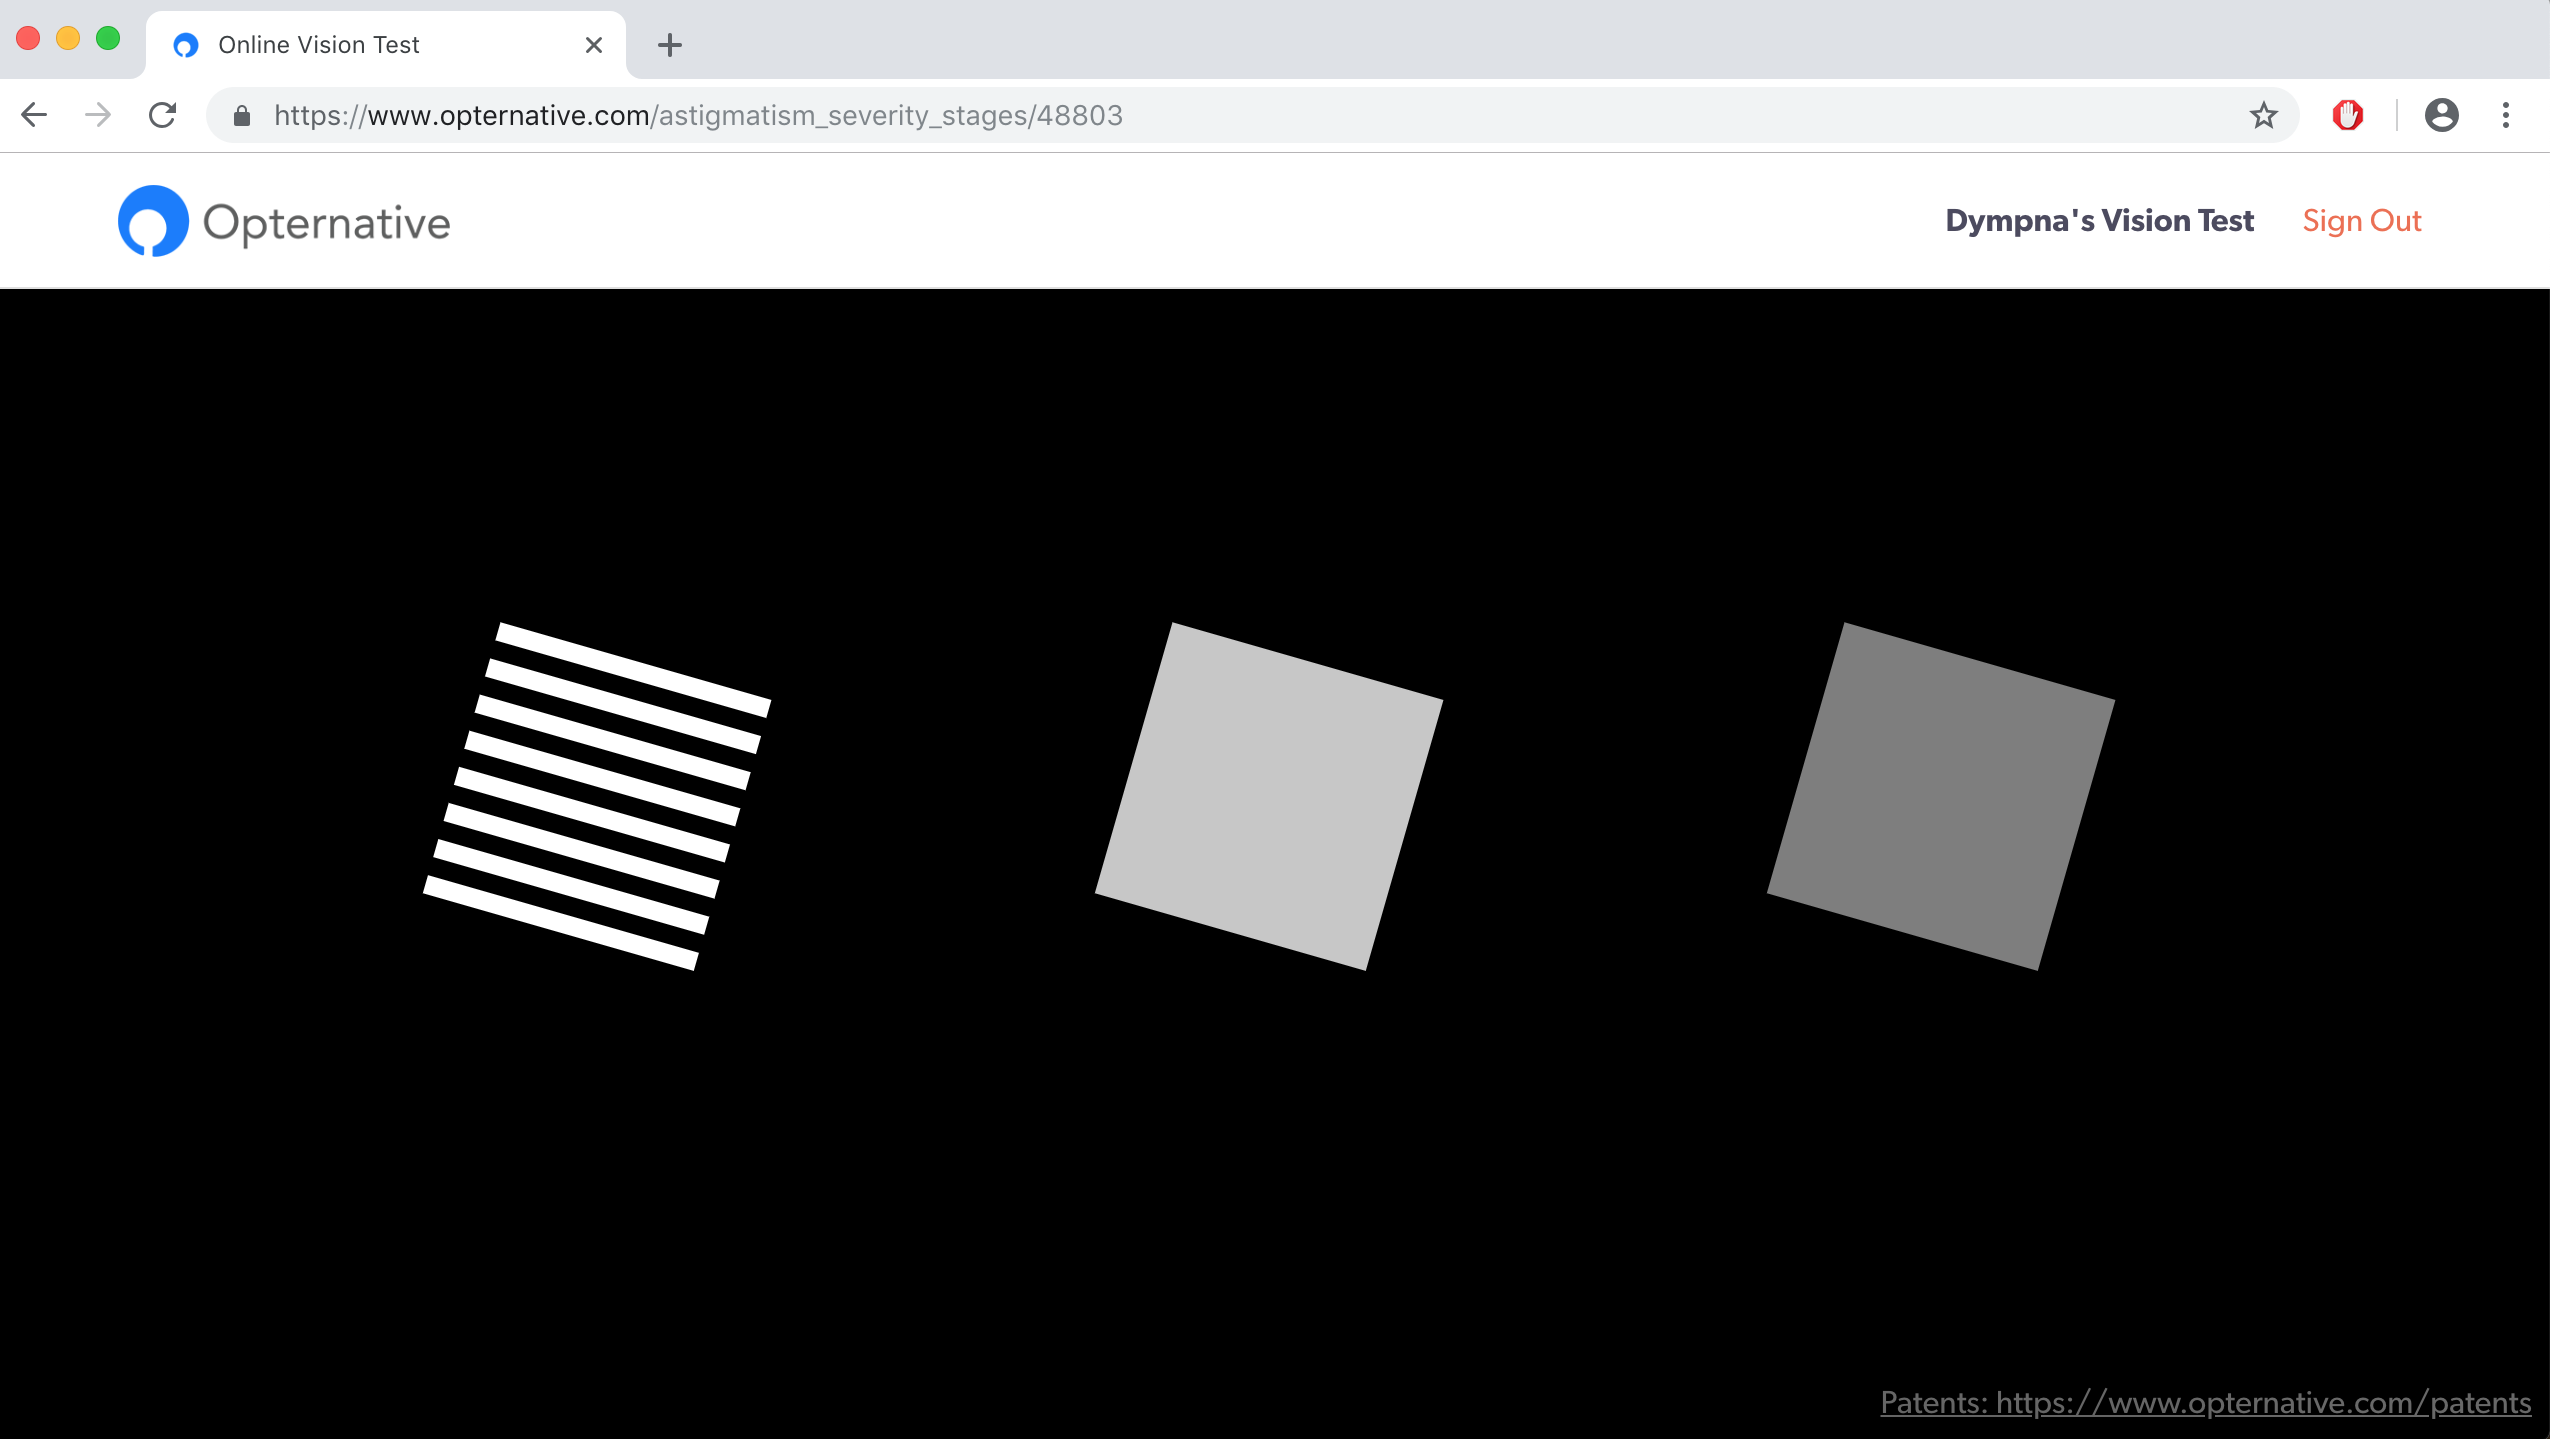 Online Vision Test
https://www.opternative.com/astigmatism_severity_stages/48803
Opternative
Dympna's Vision Test
Sign Out
Patents: https://www.opternative.com/patents